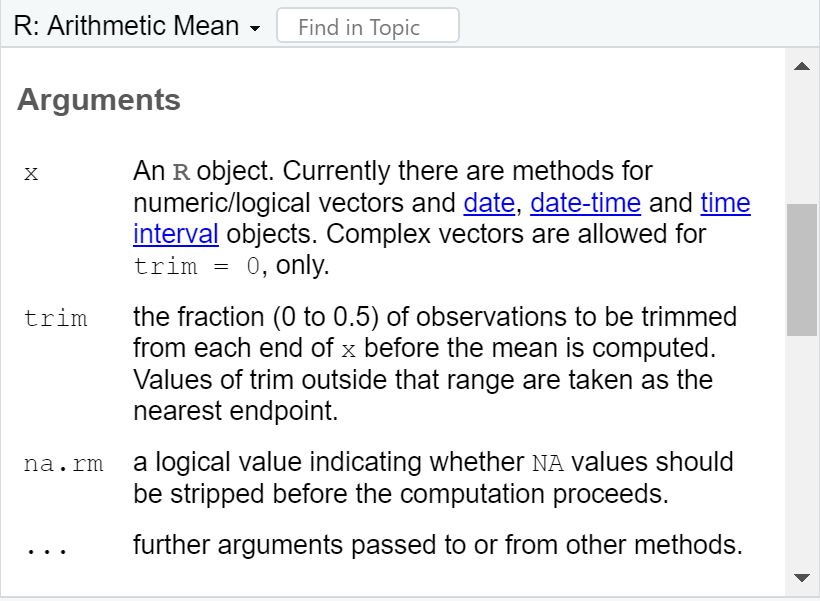 R: Arithmetic Mean
Find in Topic
Arguments
x An R object. Currently there are methods for
numeric/logical vectors and date, date-time and time
interval objects. Complex vectors are allowed for
trim = 0, only.
trim the fraction (0 to 0.5) of observations to be trimmed
from each end of x before the mean is computed.
Values of trim outside that range are taken as the
nearest endpoint.
na.rm a logical value indicating whether NA values should
be stripped before the computation proceeds.
... further arguments passed to or from other methods.